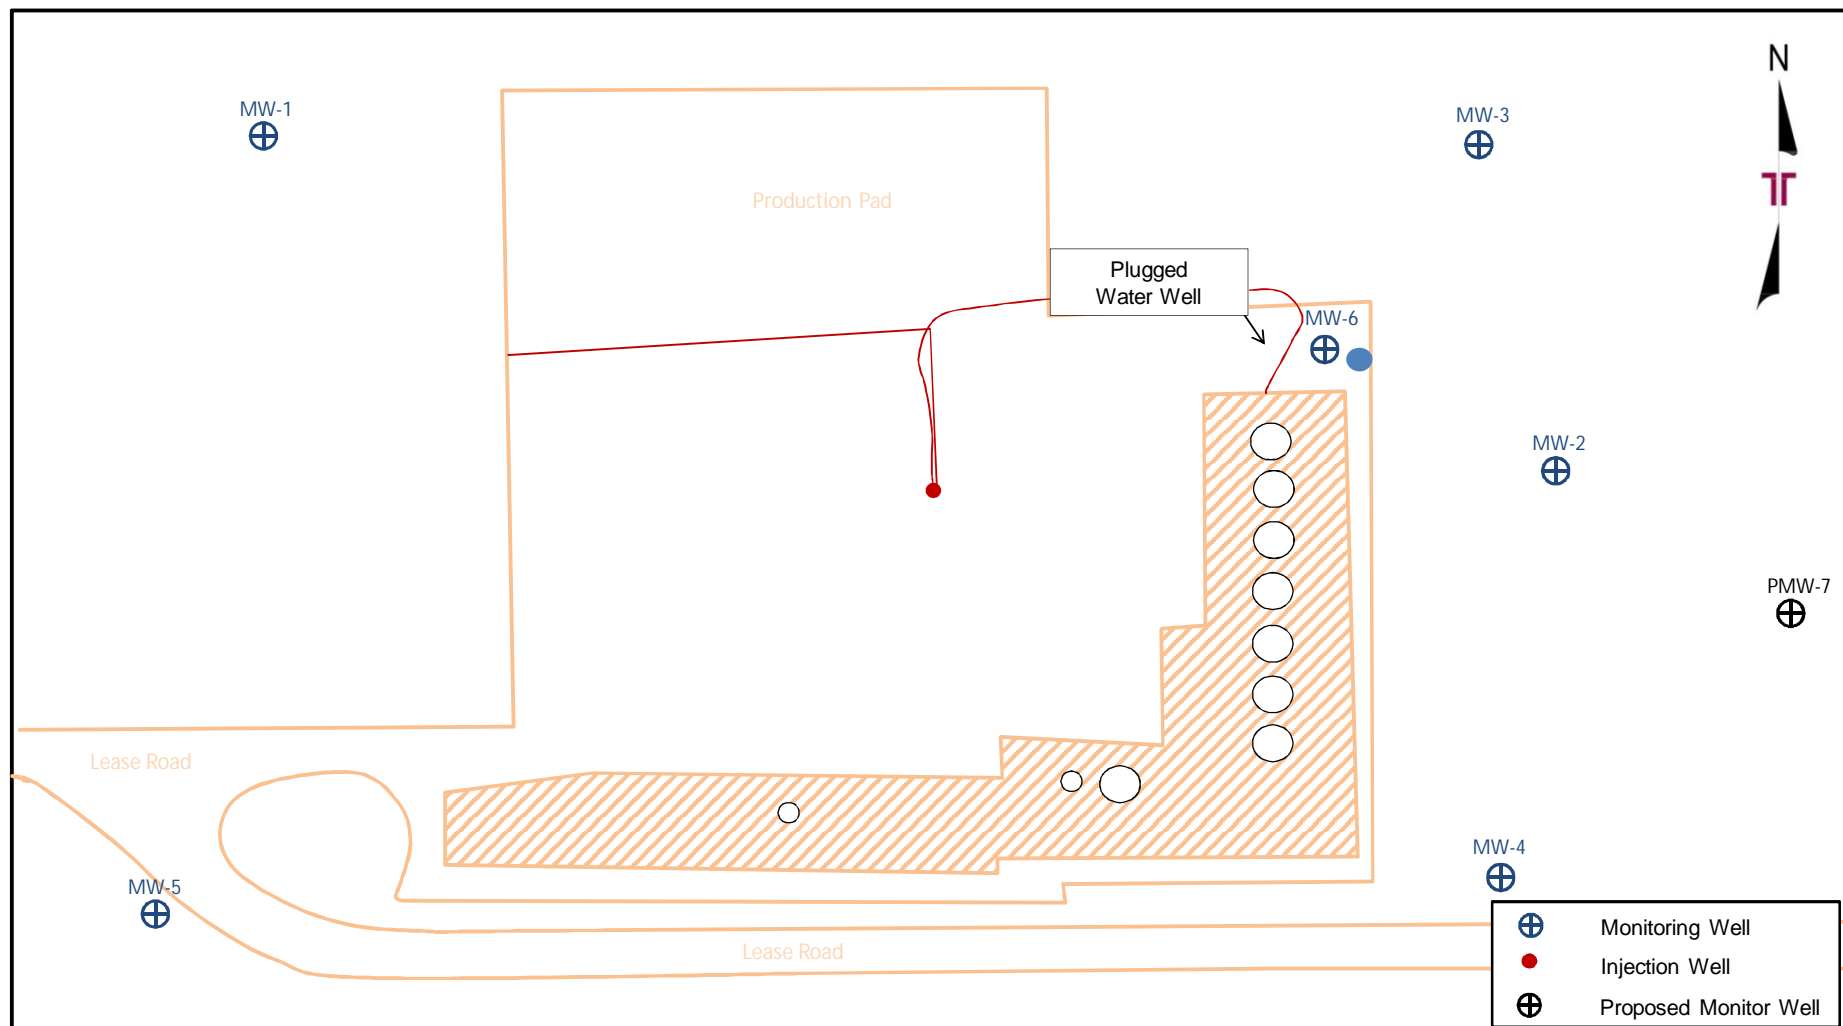 N
MW-1
MW-3
Production Pad
Plugged
Water Well
MW-6
MW-2
PMW-7
Lease Road
MW-4
MW-5
Lease Road
Monitoring Well
Injection Well
Proposed Monitor Well